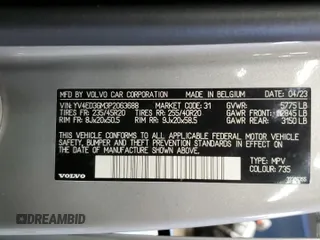 MFD BY VOLVO CAR CORPORATION MADE IN BELGIUM DATE: 04/23
VIN:YV4ED3GM3P2063688 MARKET: 31 GVWR: 5775 LB
TIRES FR: 235/45R20 TIRES RR: 255/40R20 GAWR FRONT: 2845 LB
RIM FR: 8Jx20x50.5 RIM RR: 9Jx20x58.5 GAWR REAR: 3150 LB
THIS VEHICLE CONFORMS TO ALL APPLICABLE U.S. FEDERAL MOTOR VEHICLE
SAFETY, BUMPER AND THEFT PREVENTION STANDARDS IN EFFECT ON THE DATE
OF MANUFACTURE SHOWN ABOVE.
TYPE: MPV
VOLVO COLOUR: 735
DREAMBID